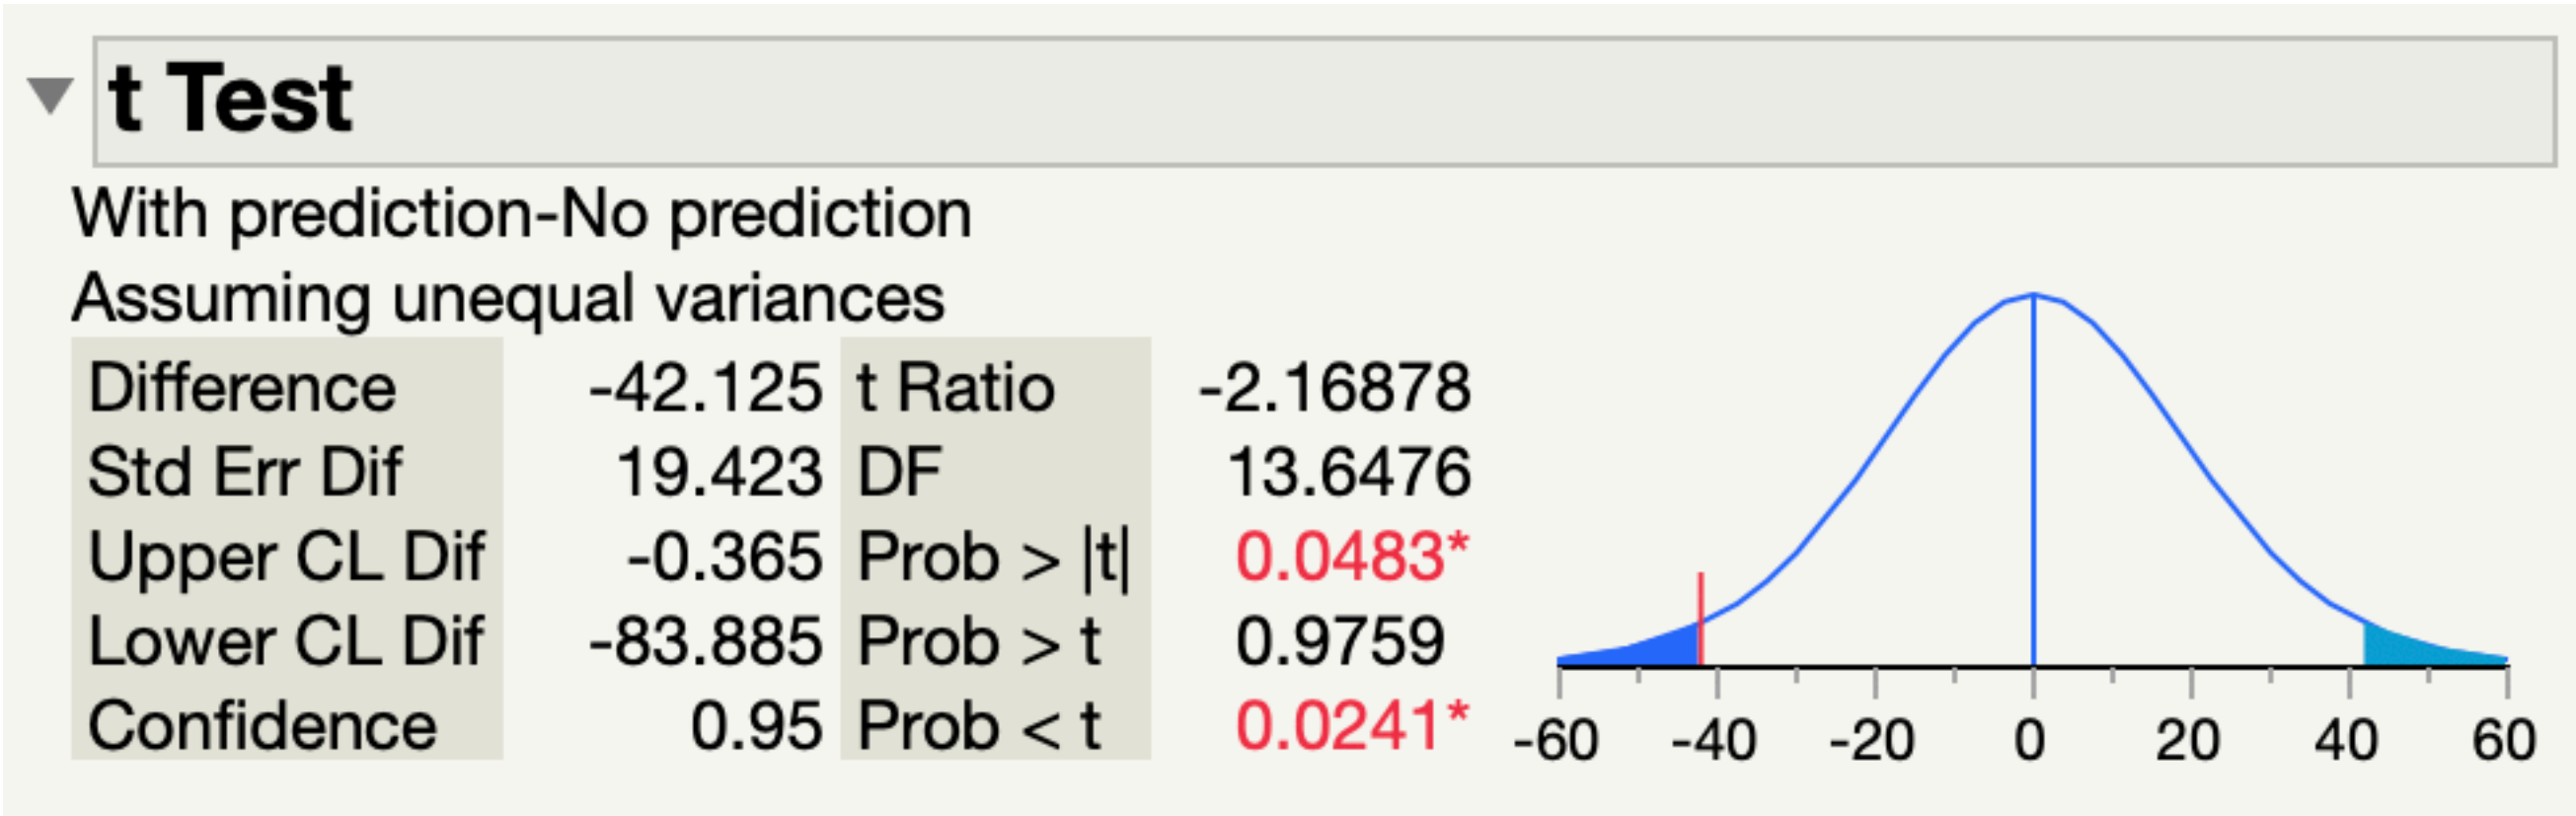 t Test
With prediction-No prediction
Assuming unequal variances
Difference -42.125 t Ratio -2.16878
Std Err Dif 19.423 DF 13.6476
Upper CL Dif -0.365 Prob > |t| 0.0483*
Lower CL Dif -83.885 Prob > t 0.9759
Confidence 0.95 Prob < t 0.0241*
-60 -40 -20 0 20 40 60